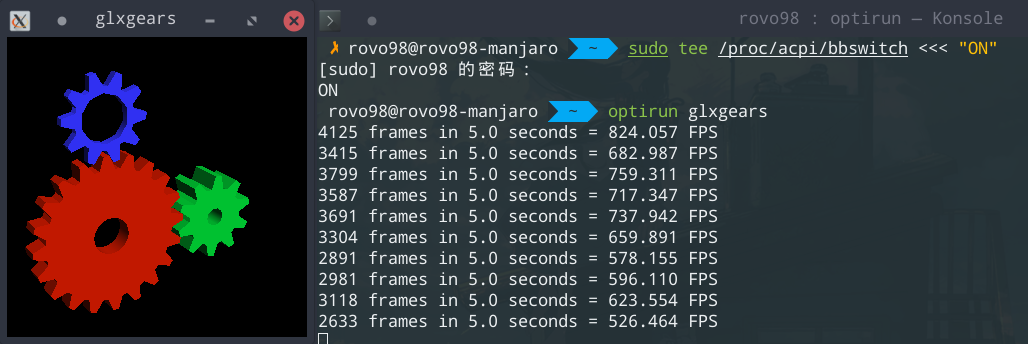 glxgears
rovo98 : optirun — Konsole
✗ rovo98@rovo98-manjaro ~ sudo tee /proc/acpi/bbswitch <<< "ON"
[sudo] rovo98 的密码：
ON
rovo98@rovo98-manjaro ~ optirun glxgears
4125 frames in 5.0 seconds = 824.057 FPS
3415 frames in 5.0 seconds = 682.987 FPS
3799 frames in 5.0 seconds = 759.311 FPS
3587 frames in 5.0 seconds = 717.347 FPS
3691 frames in 5.0 seconds = 737.942 FPS
3304 frames in 5.0 seconds = 659.891 FPS
2891 frames in 5.0 seconds = 578.155 FPS
2981 frames in 5.0 seconds = 596.110 FPS
3118 frames in 5.0 seconds = 623.554 FPS
2633 frames in 5.0 seconds = 526.464 FPS